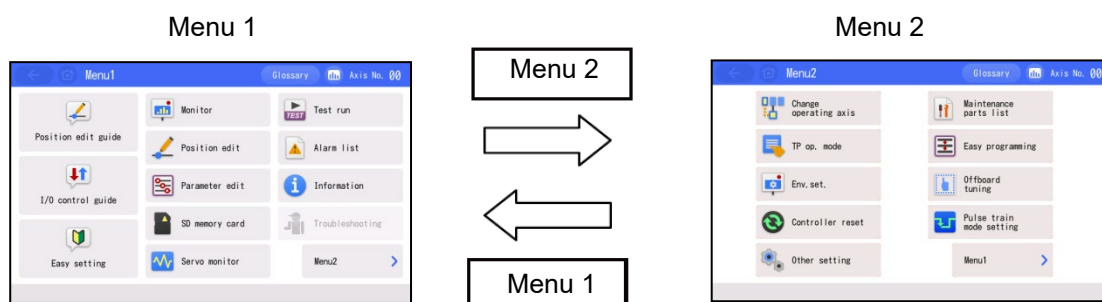 Menu 1
Menu 2
Menu1
Glossary
Axis No. 00
Position edit guide
I/O control guide
Easy setting
Monitor
Position edit
Parameter edit
SD memory card
Servo monitor
TEST
Test run
Alarm list
Information
Troubleshooting
Menu2
Menu 2
Menu 1
Menu2
Glossary
Axis No. 00
Change
operating axis
TP op. mode
Env. set.
Controller reset
Other setting
Maintenance
parts list
Easy programming
Offboard
tuning
Pulse train
mode setting
Menu1